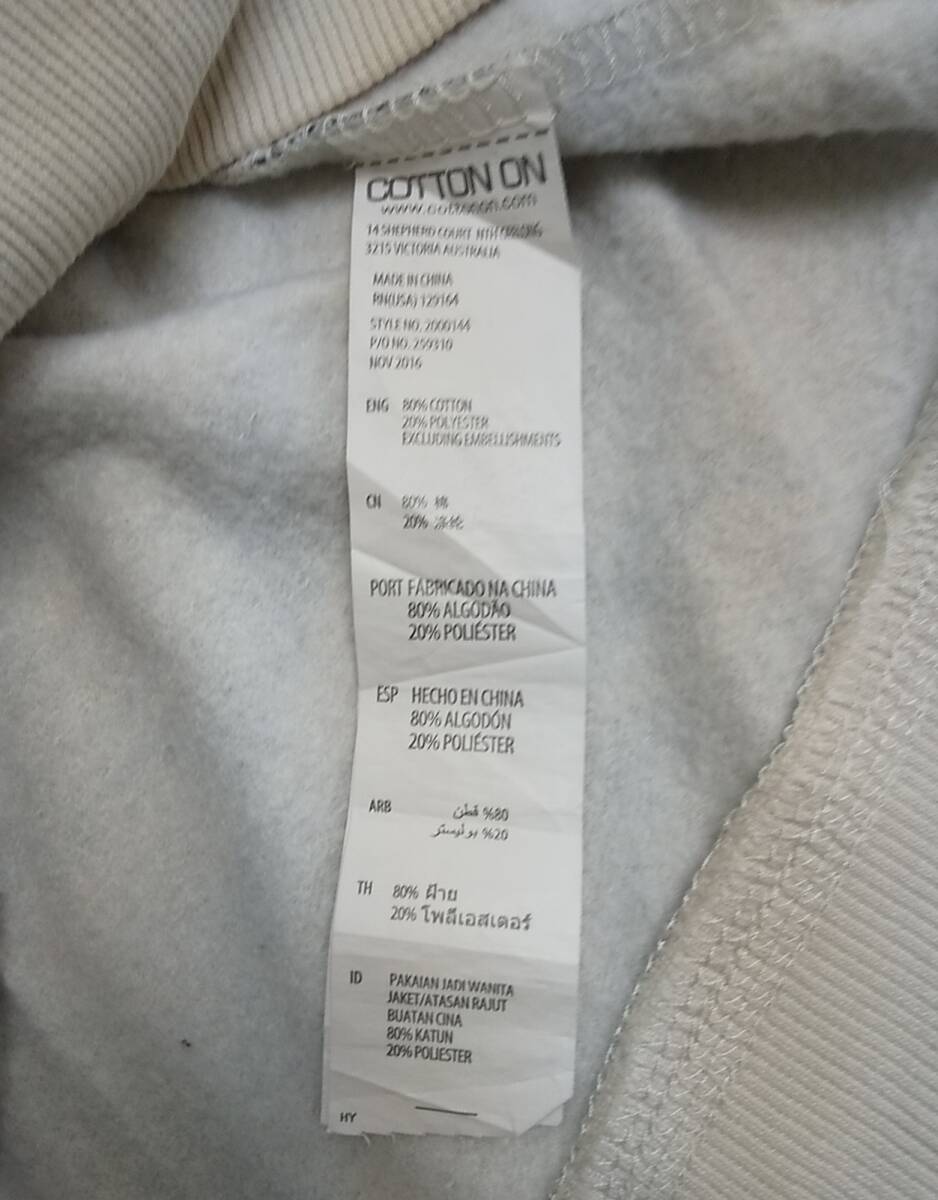 COTTON ON
www.cottonon.com
14 SHEPHERD COURT NTH GEELONG
3215 VICTORIA AUSTRALIA
MADE IN CHINA
RN(USA) 129164
STYLE NO. 2000144
P/O NO. 259310
NOV 2016
ENG 80% COTTON
20% POLYESTER
EXCLUDING EMBELLISHMENTS
CN 80% 棉
20% 涤纶
PORT FABRICADO NA CHINA
80% ALGODÃO
20% POLIÉSTER
ESP HECHO EN CHINA
80% ALGODÓN
20% POLIÉSTER
ARB %80 قطن
%20 بوليستر
TH 80% ฝ้าย
20% โพลีเอสเตอร์
ID PAKAIAN JADI WANITA
JAKET/ATASAN RAJUT
BUATAN CINA
80% KATUN
20% POLIESTER
HY